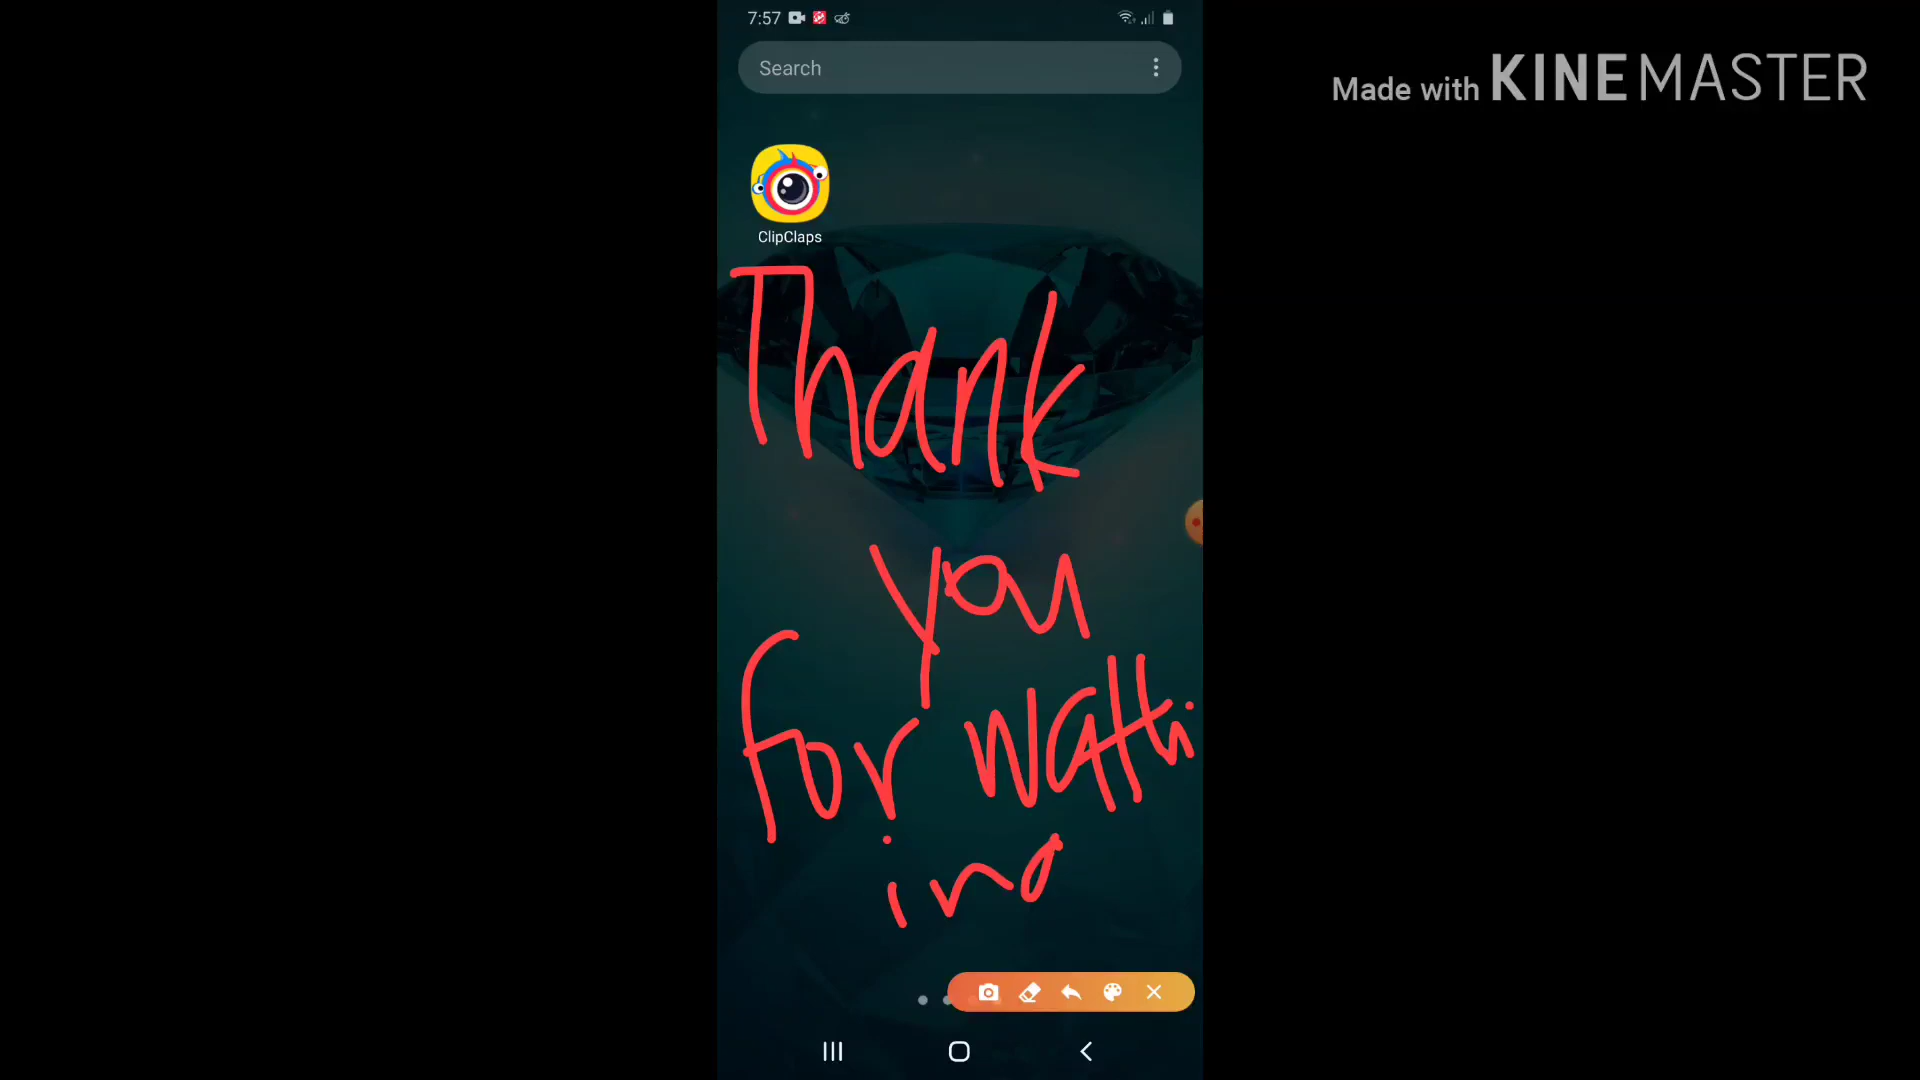 7:57
Made with KINEMASTER
Search
ClipClaps
Thank
you
for Watti
ing